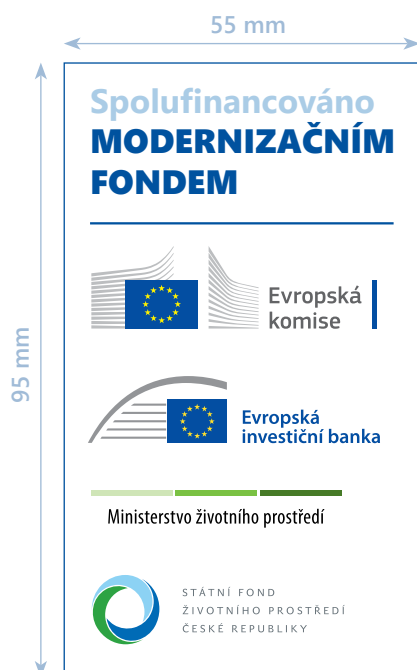 55 mm
95 mm
Spolufinancováno
MODERNIZAČNÍM
FONDEM
Evropská
komise
Evropská
investiční banka
Ministerstvo životního prostředí
STÁTNÍ FOND
ŽIVOTNÍHO PROSTŘEDÍ
ČESKÉ REPUBLIKY